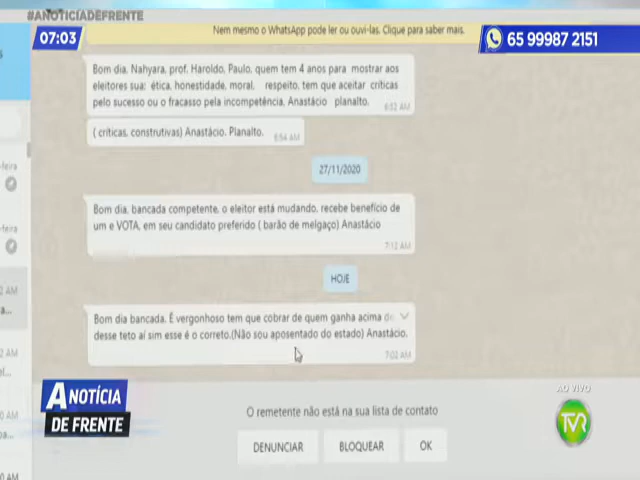 #ANOTICIADEFRENTE
07:03
Nem mesmo o WhatsApp pode ler ou ouvi-las. Clique para saber mais.
65 99987 2151
Bom dia, Nahyara, prof. Haroldo, Paulo, quem tem 4 anos para mostrar aos
eleitores sua: ética, honestidade, moral, respeito, tem que aceitar críticas
pelo sucesso ou o fracasso pela incompetência, Anastácio planalto.
6:52 AM
( críticas, construtivas) Anastácio. Planalto.
6:54 AM
27/11/2020
Bom dia, bancada competente, o eleitor está mudando, recebe benefício de
um e VOTA, em seu candidato preferido ( barão de melgaço) Anastácio
7:12 AM
HOJE
Bom dia bancada. É vergonhoso tem que cobrar de quem ganha acima
desse teto aí sim esse é o correto.(Não sou aposentado do estado) Anastácio.
7:02 AM
A NOTÍCIA
DE FRENTE
AO VIVO
TVR
O remetente não está na sua lista de contato
DENUNCIAR
BLOQUEAR
OK